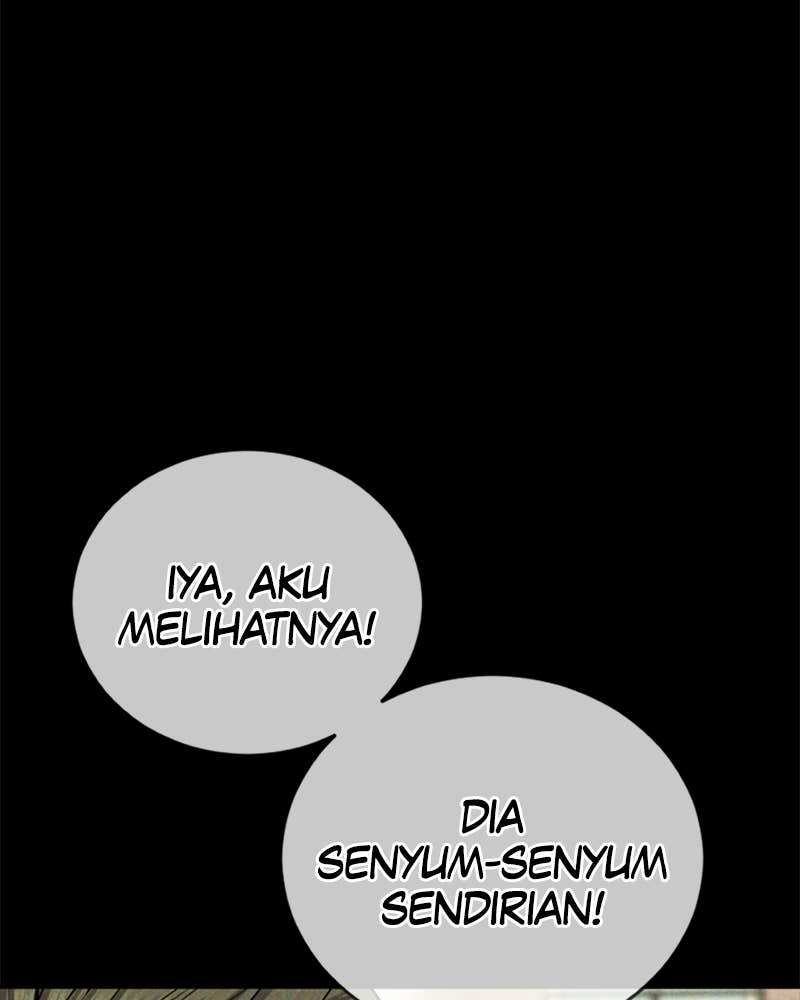 IYA, AKU
MELIHATNYA!
DIA
SENYUM-SENYUM
SENDIRIAN!